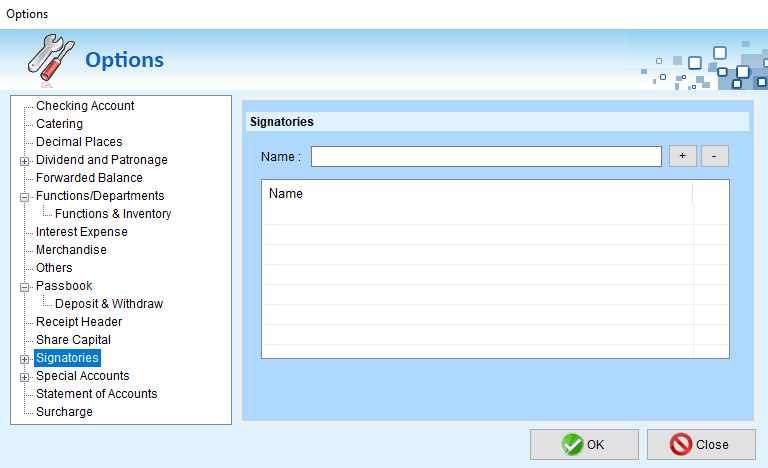 Options
Options
Checking Account
Catering
Decimal Places
Dividend and Patronage
Forwarded Balance
Functions/Departments
Functions & Inventory
Interest Expense
Merchandise
Others
Passbook
Deposit & Withdraw
Receipt Header
Share Capital
Signatories
Special Accounts
Statement of Accounts
Surcharge
Signatories
Name : + -
Name
OK Close